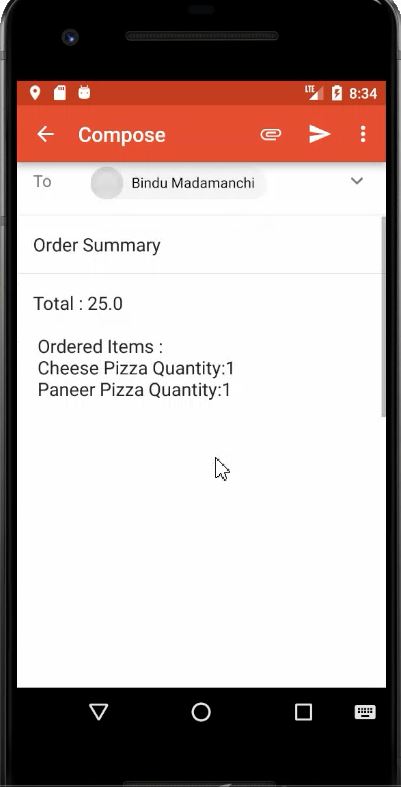 LTE 8:34
Compose
To Bindu Madamanchi
Order Summary
Total : 25.0
Ordered Items :
Cheese Pizza Quantity:1
Paneer Pizza Quantity:1